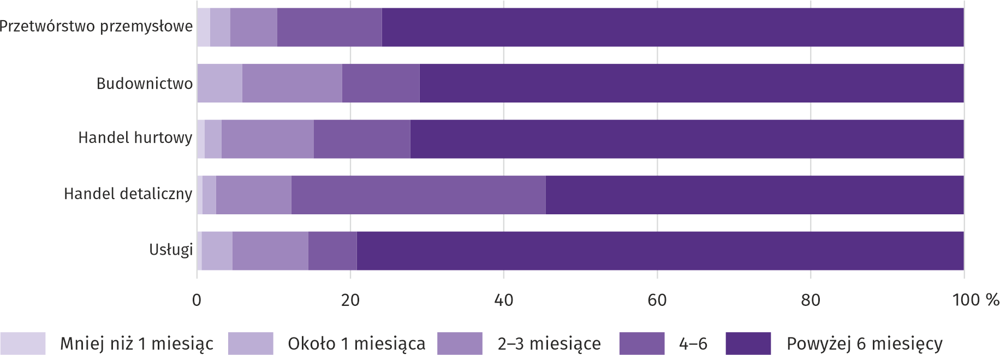 Przetwórstwo przemysłowe
Budownictwo
Handel hurtowy
Handel detaliczny
Usługi
0 20 40 60 80 100 %
Mniej niż 1 miesiąc Około 1 miesiąca 2–3 miesiące 4–6 Powyżej 6 miesięcy